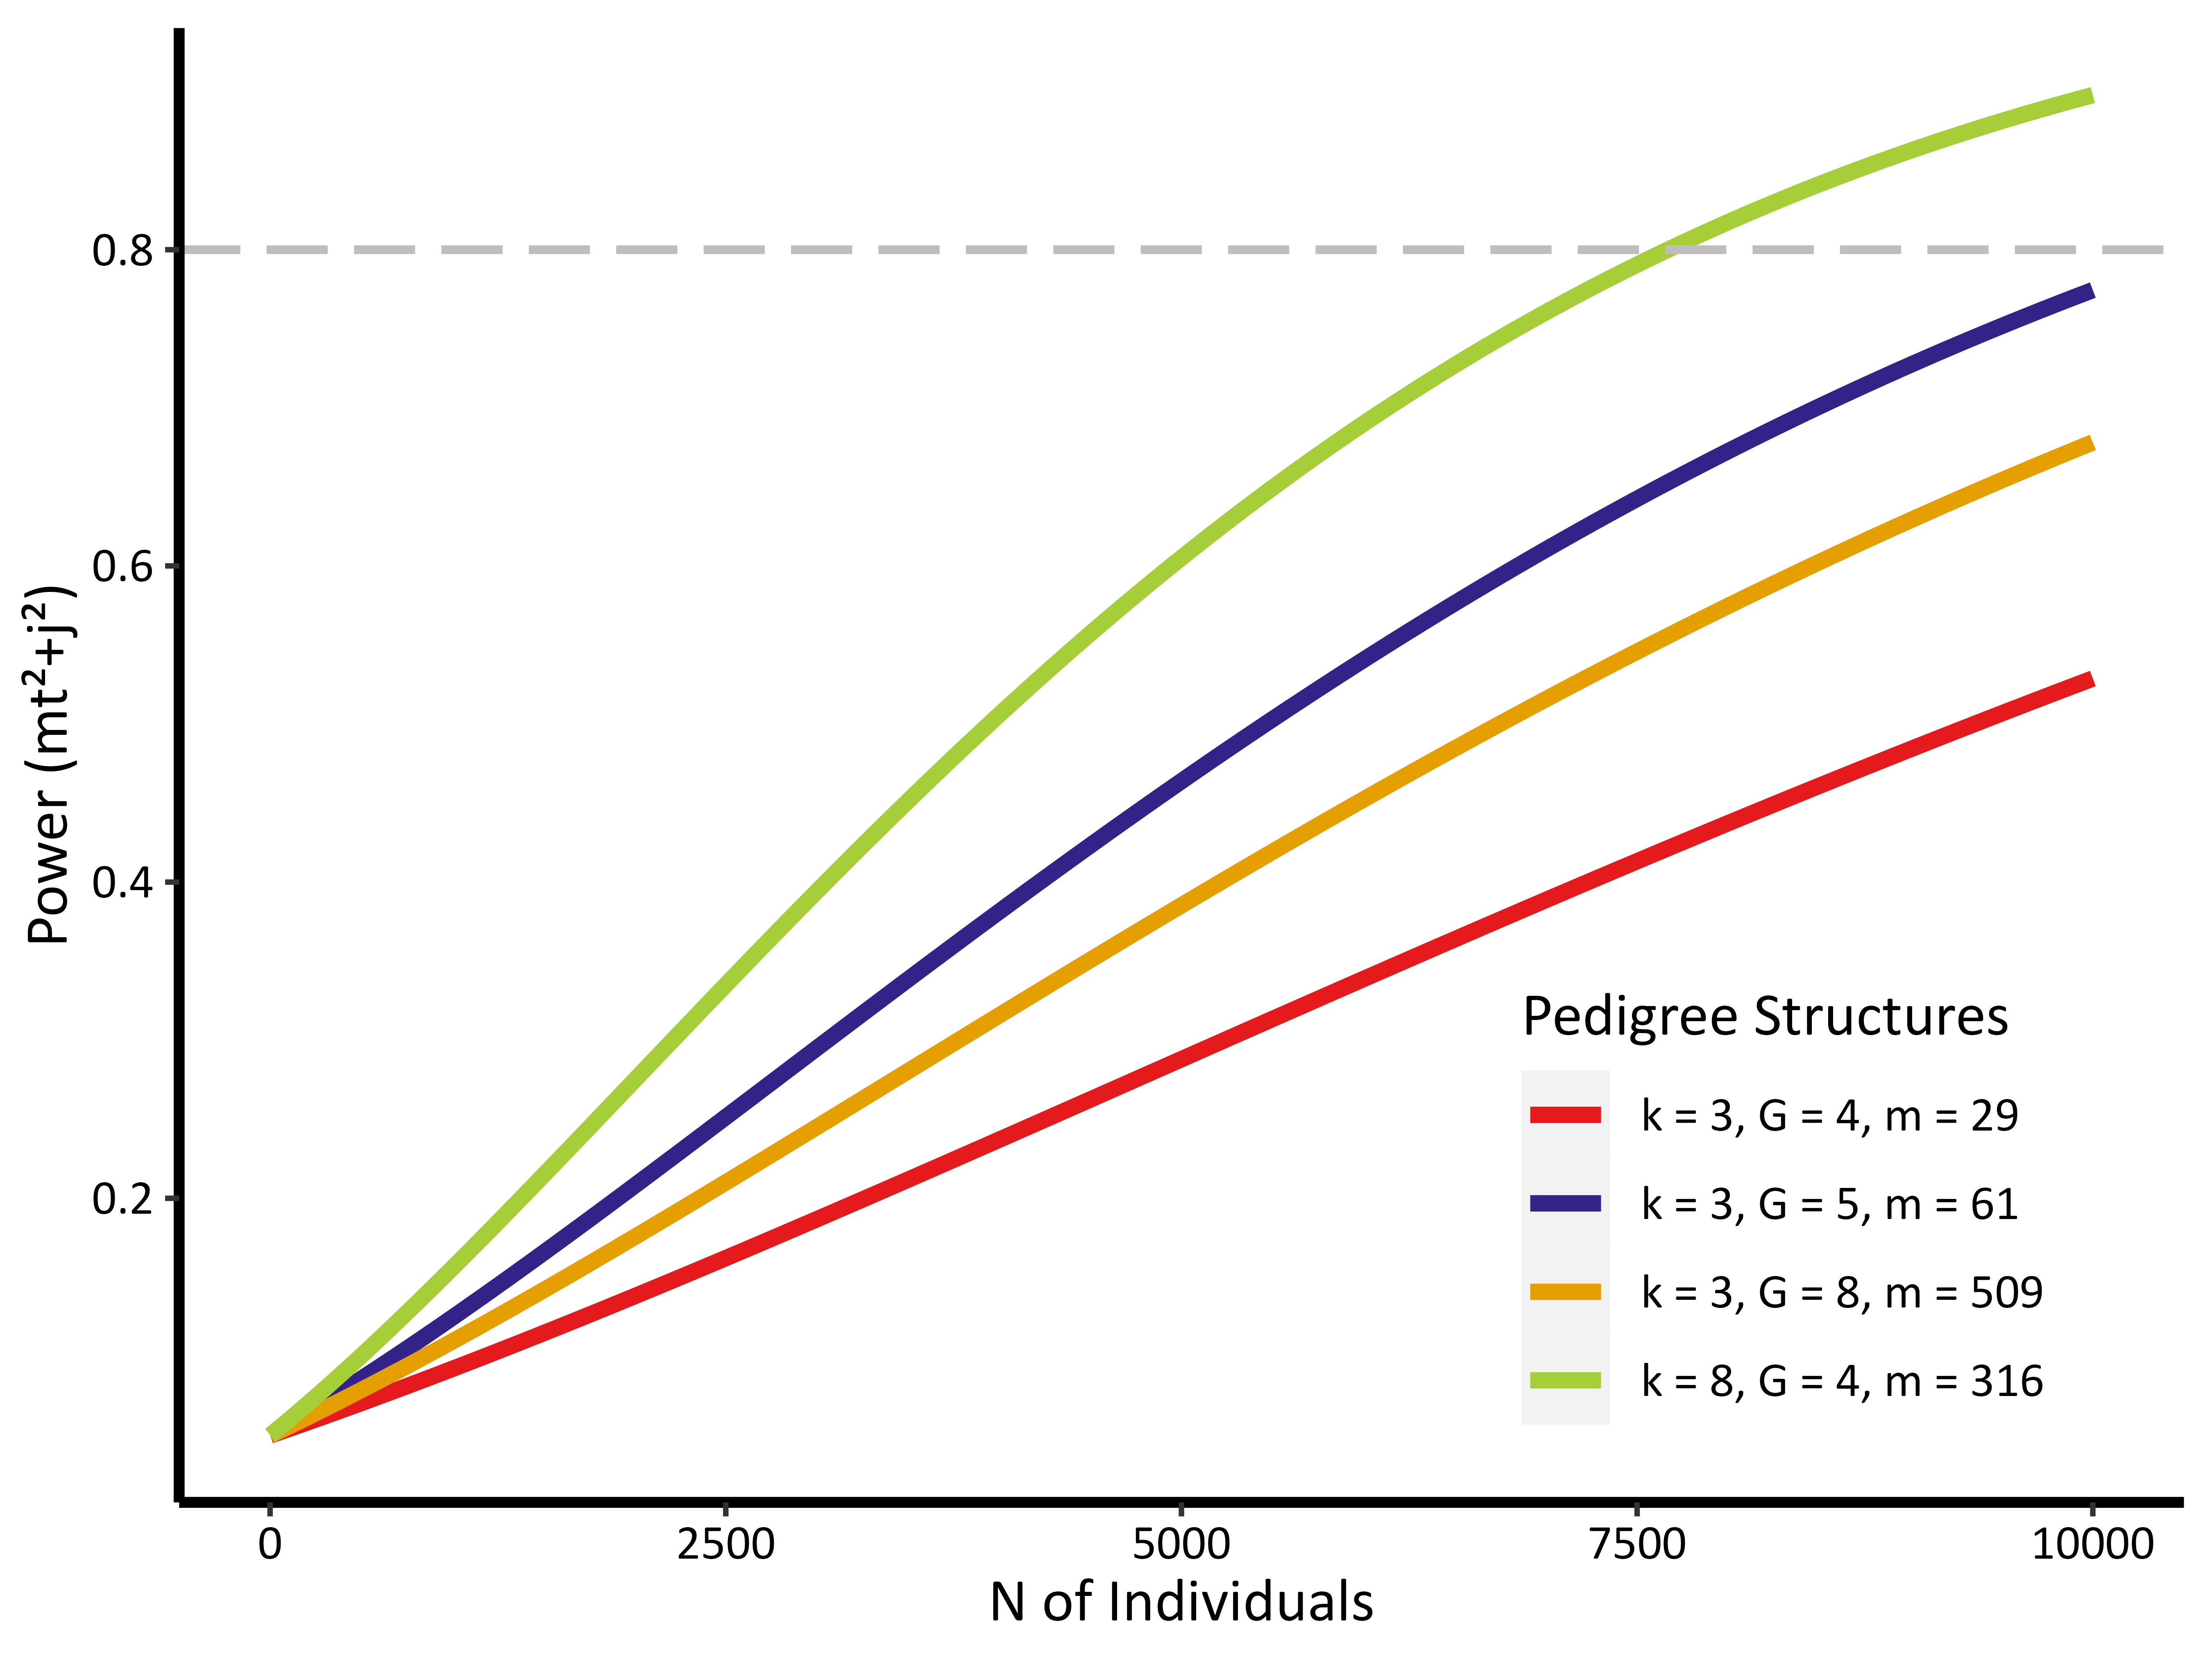 Power (mt²+j²)
0.8
0.6
0.4
0.2
Pedigree Structures
k = 3, G = 4, m = 29
k = 3, G = 5, m = 61
k = 3, G = 8, m = 509
k = 8, G = 4, m = 316
0 2500 5000 7500 10000
N of Individuals